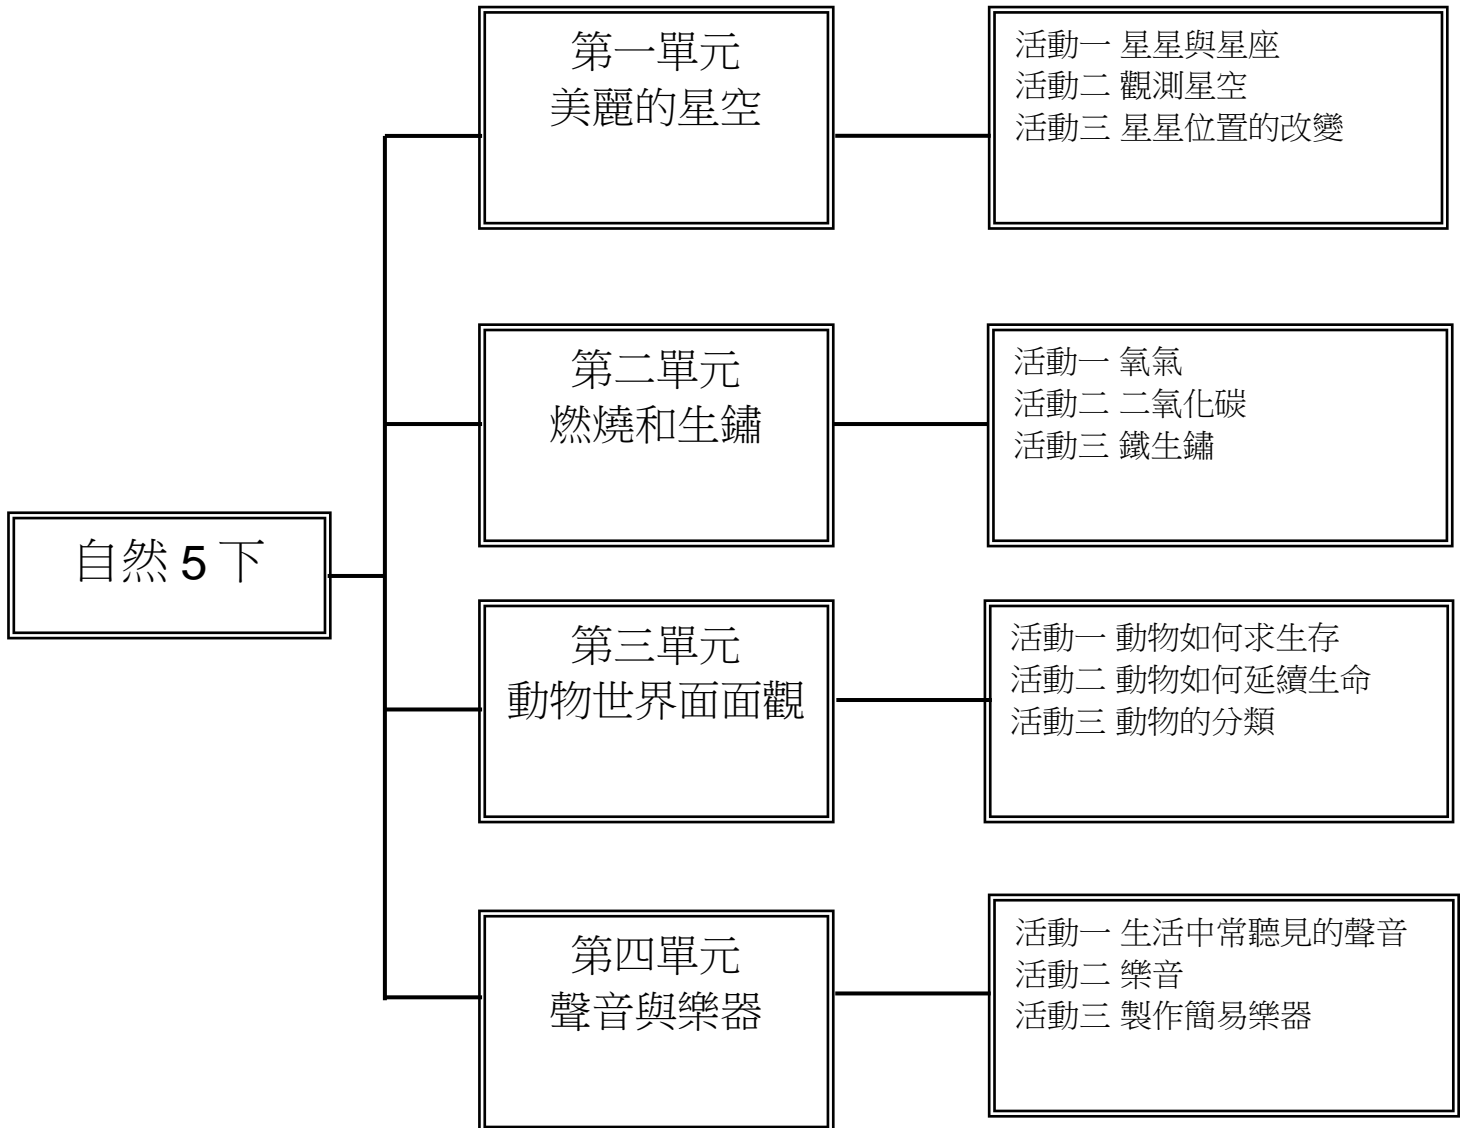 自然 5 下
第一單元
美麗的星空
活動一 星星與星座
活動二 觀測星空
活動三 星星位置的改變
第二單元
燃燒和生鏽
活動一 氧氣
活動二 二氧化碳
活動三 鐵生鏽
第三單元
動物世界面面觀
活動一 動物如何求生存
活動二 動物如何延續生命
活動三 動物的分類
第四單元
聲音與樂器
活動一 生活中常聽見的聲音
活動二 樂音
活動三 製作簡易樂器